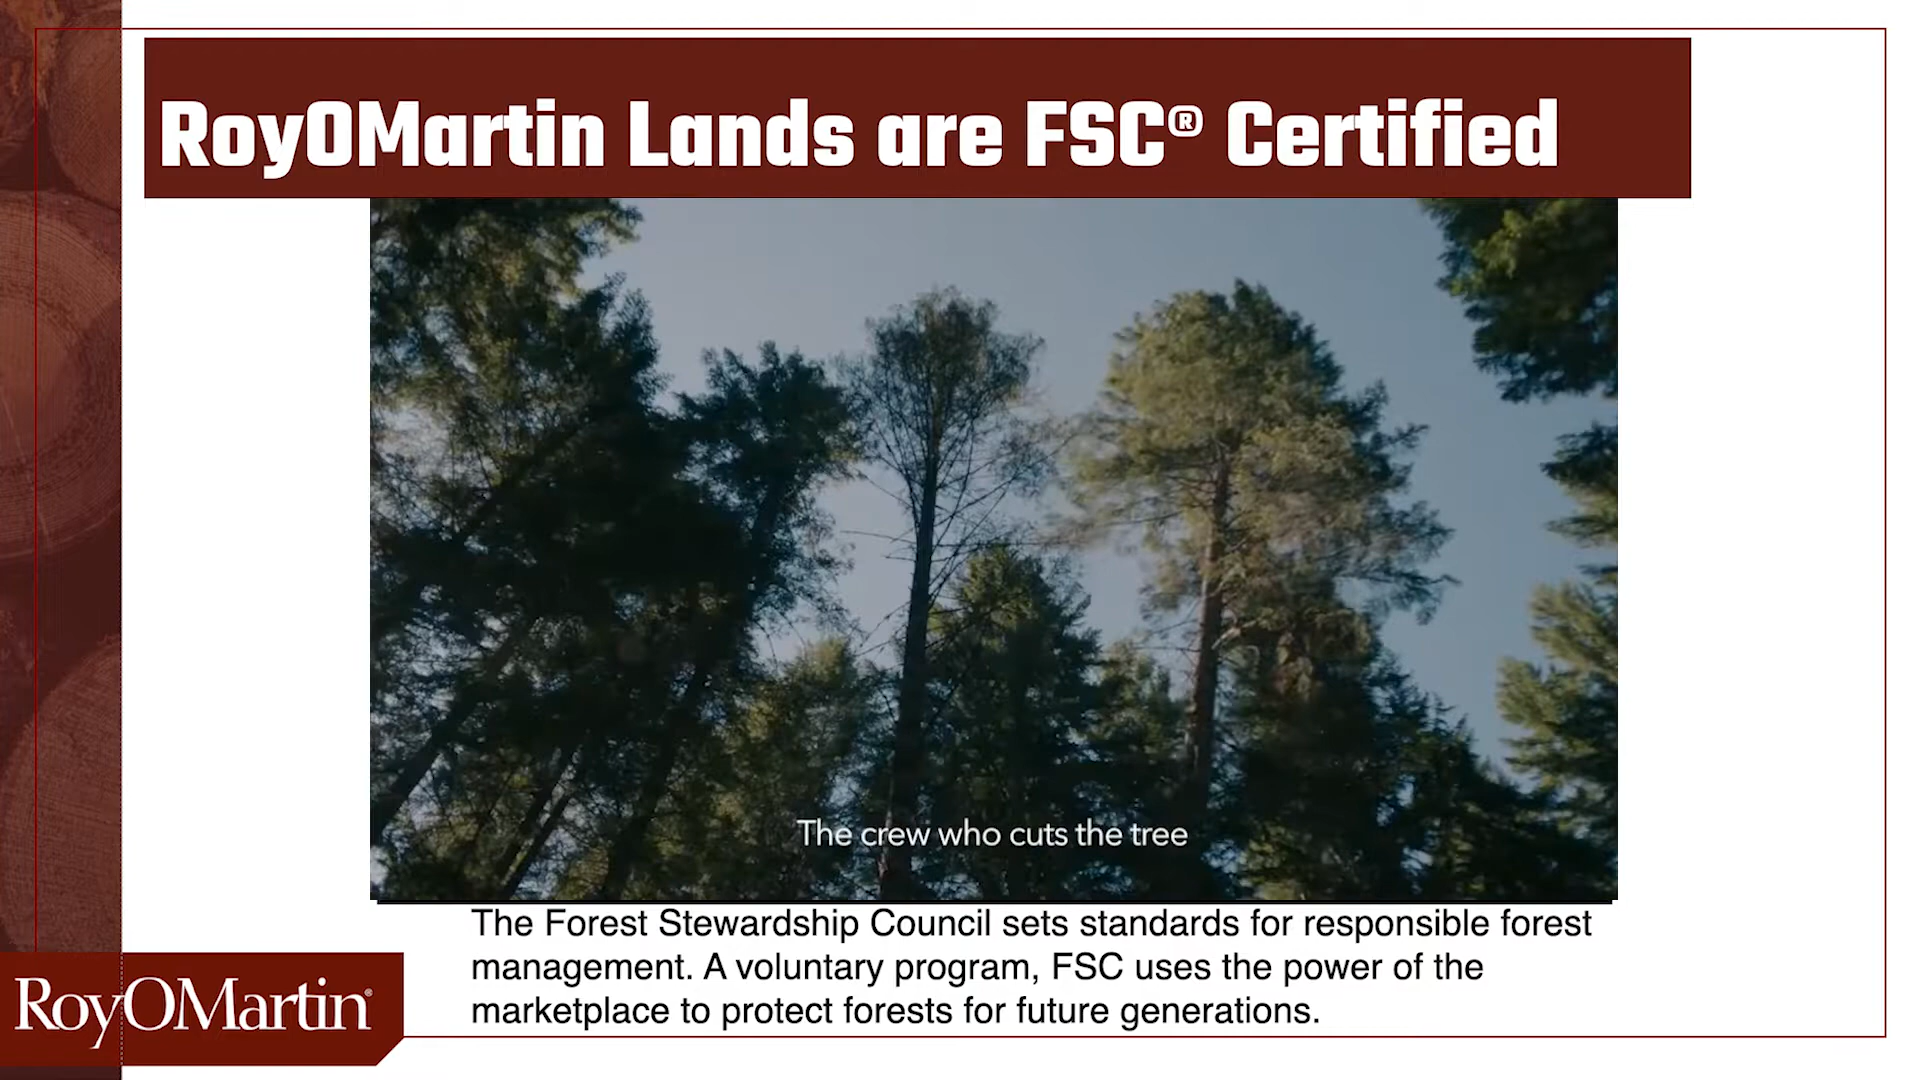 RoyOMartin Lands are FSC® Certified
The crew who cuts the tree
The Forest Stewardship Council sets standards for responsible forest
management. A voluntary program, FSC uses the power of the
marketplace to protect forests for future generations.
RoyOMartin®